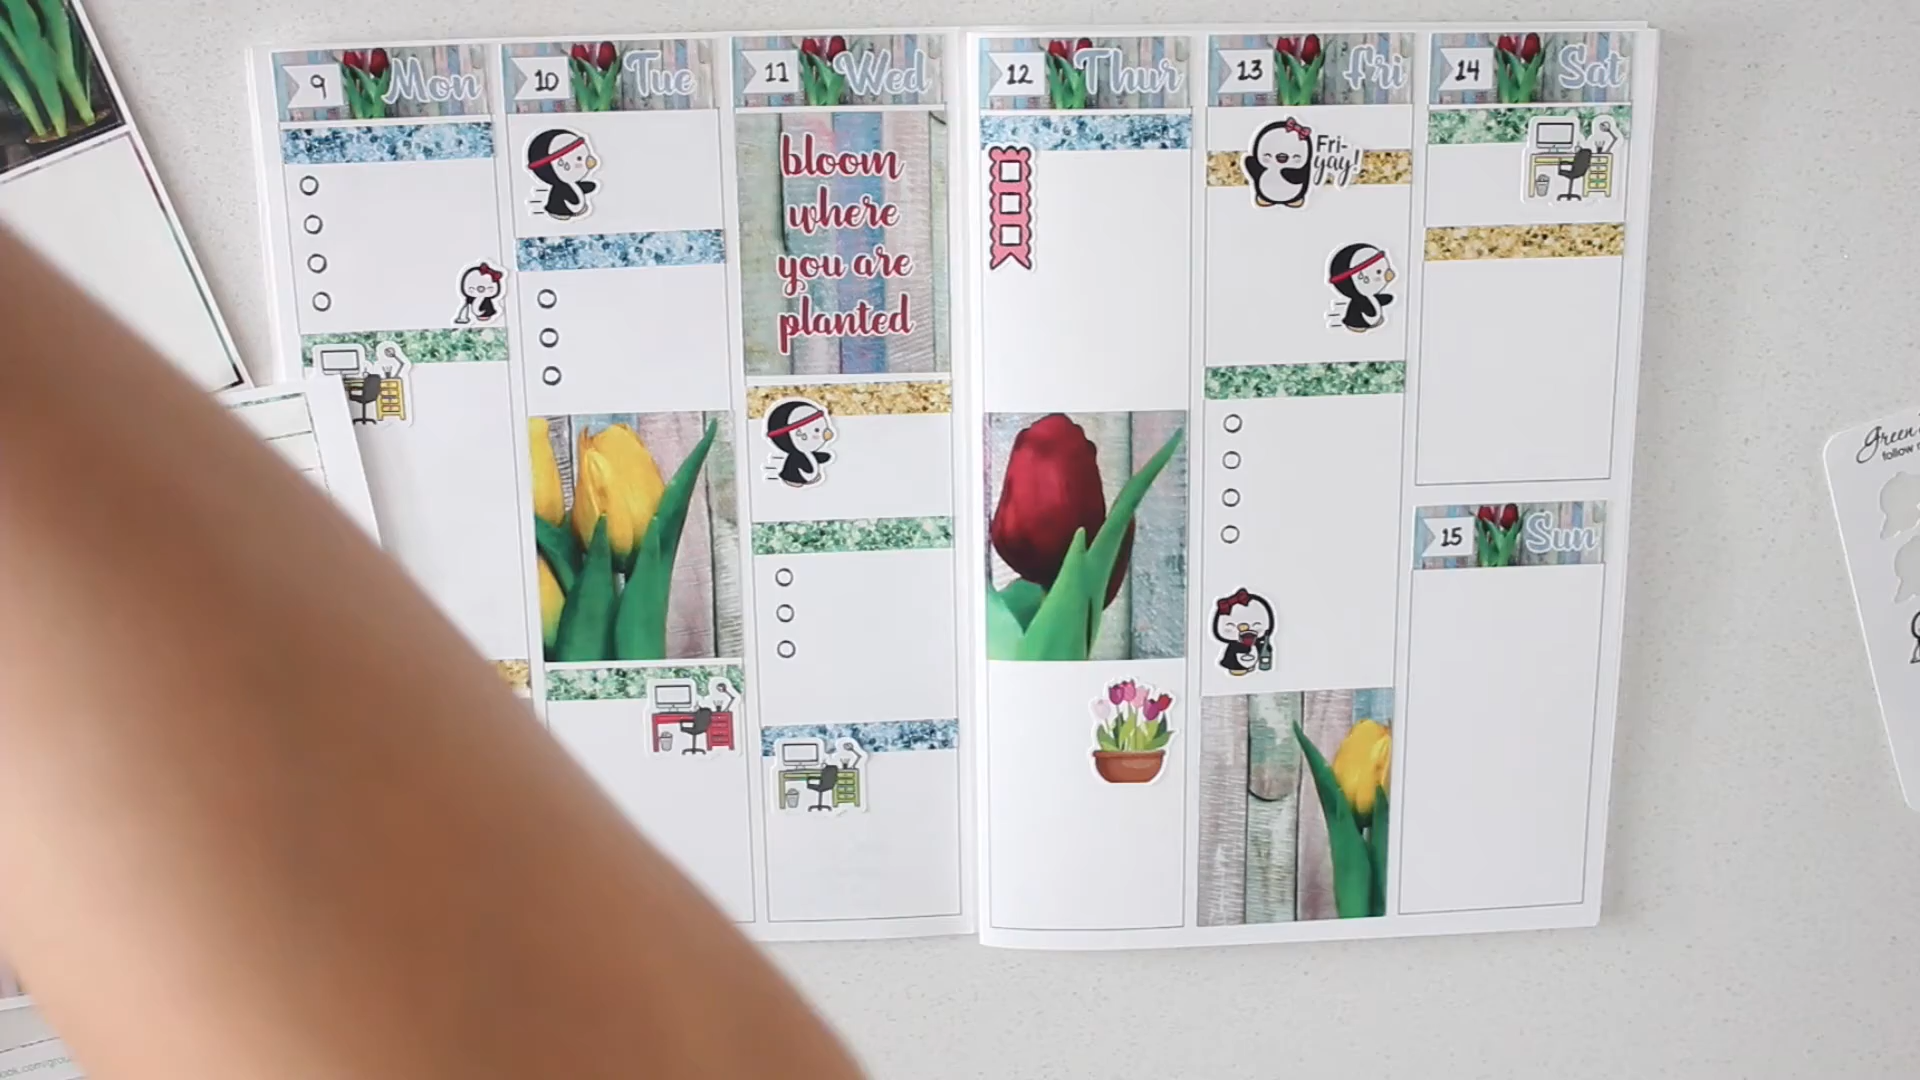 9 Mon
10 Tue
11 Wed
12 Thur
13 fri
14 Sat
bloom
where
you are
planted
Fri-
yay!
15 Sun
Green
follow